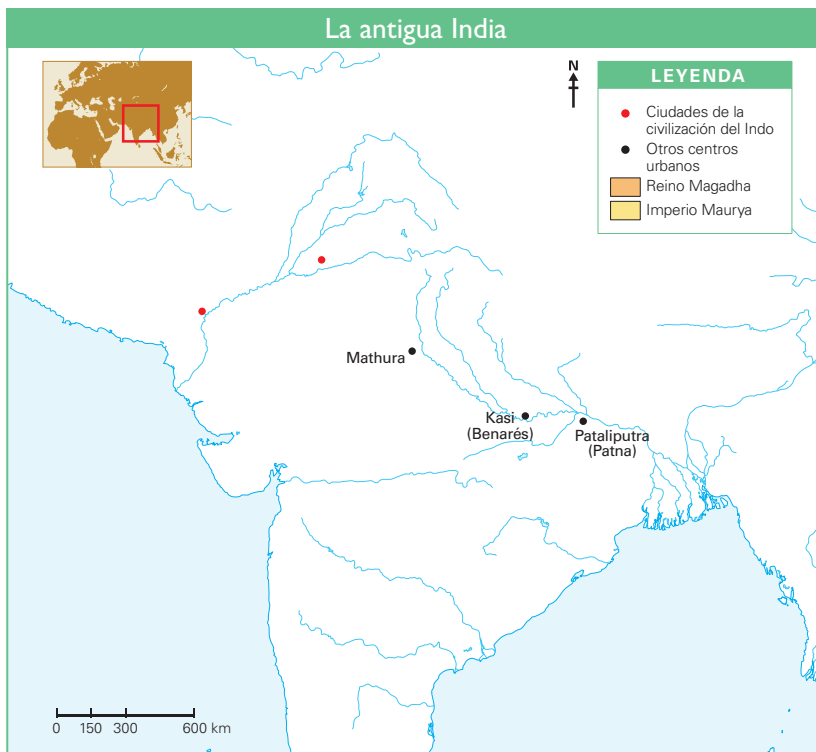 La antigua India
N
LEYENDA
Ciudades de la
civilización del Indo
Otros centros
urbanos
Reino Magadha
Imperio Maurya
Mathura
Kasi
(Benarés)
Pataliputra
(Patna)
0 150 300 600 km